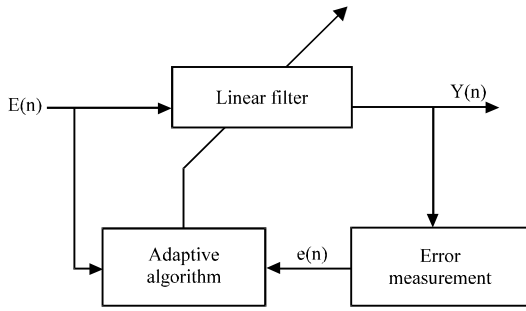 Linear filter
E(n)
Y(n)
Adaptive
algorithm
e(n)
Error
measurement